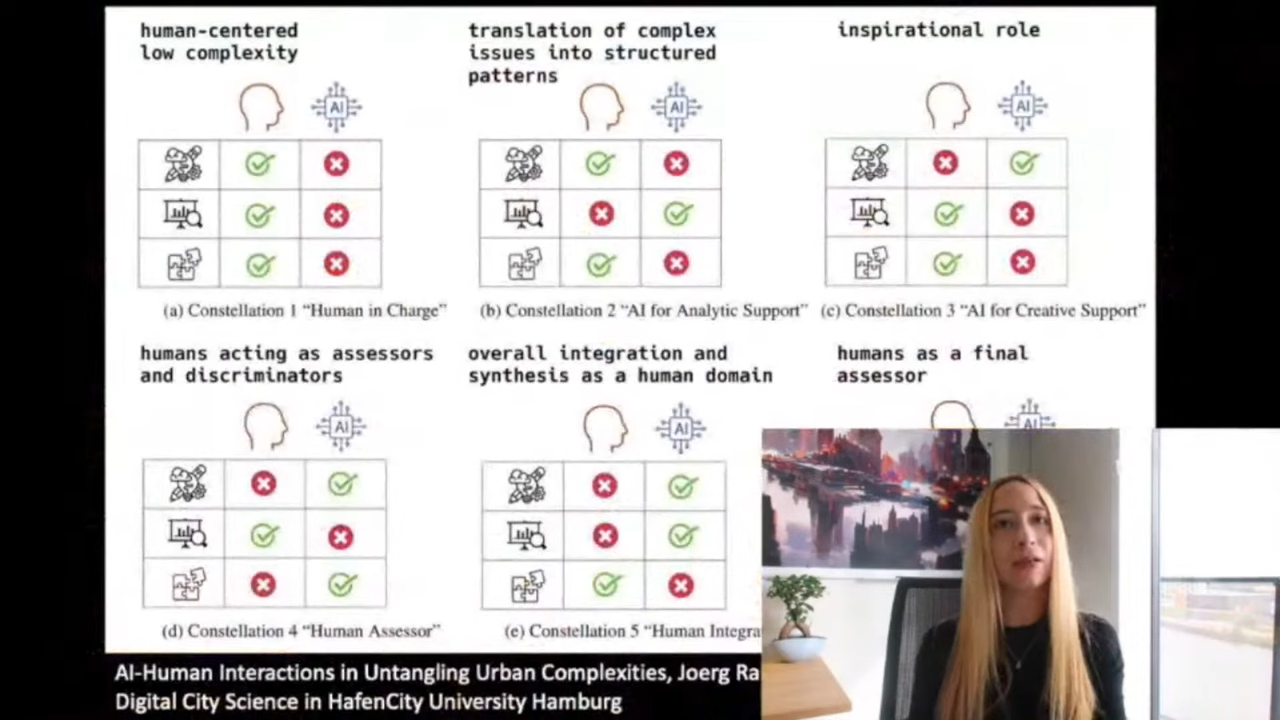 human-centered
low complexity
translation of complex
issues into structured
patterns
inspirational role
AI
AI
AI
(a) Constellation 1 “Human in Charge”
(b) Constellation 2 “AI for Analytic Support”
(c) Constellation 3 “AI for Creative Support”
humans acting as assessors
and discriminators
overall integration and
synthesis as a human domain
humans as a final
assessor
AI
AI
AI
(d) Constellation 4 “Human Assessor”
(e) Constellation 5 “Human Integra
AI-Human Interactions in Untangling Urban Complexities, Joerg Ra
Digital City Science in HafenCity University Hamburg